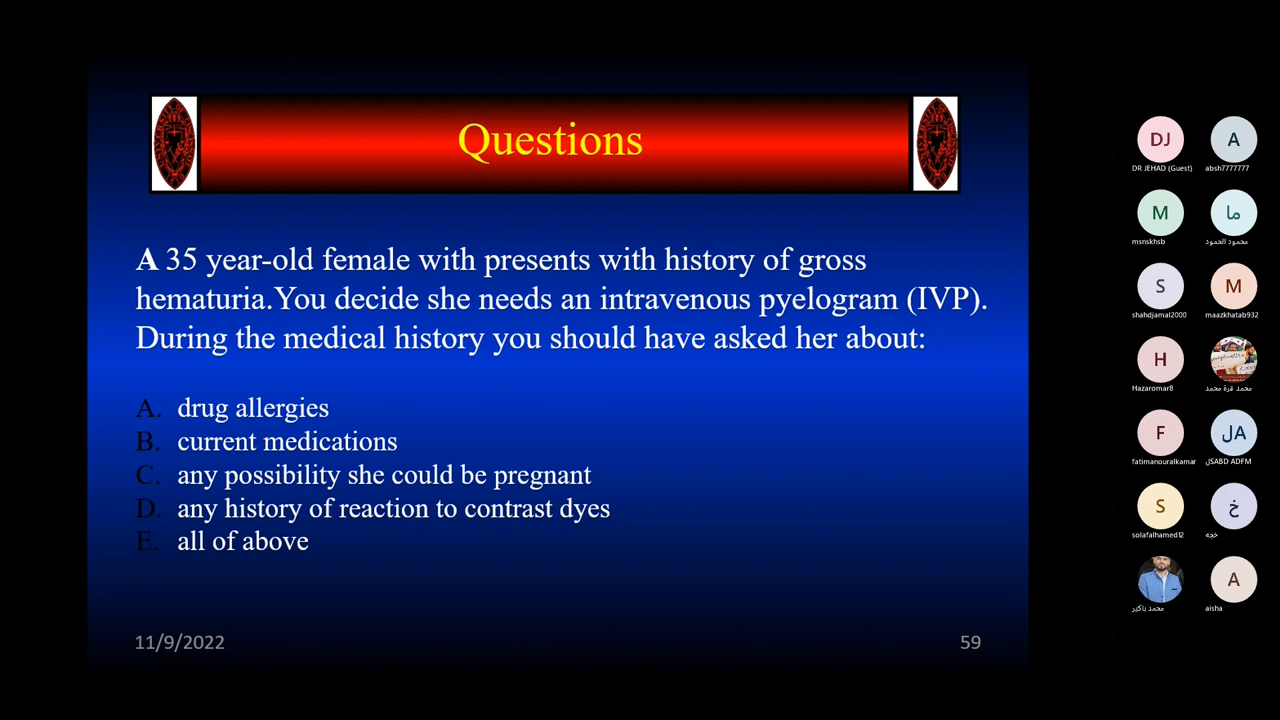 Questions
A 35 year-old female with presents with history of gross
hematuria.You decide she needs an intravenous pyelogram (IVP).
During the medical history you should have asked her about:
A. drug allergies
B. current medications
C. any possibility she could be pregnant
D. any history of reaction to contrast dyes
E. all of above
11/9/2022
59
DJ
A
DR JEHAD (Guest)
absh7777777
M
ما
msnskhsb
محمود الحمود
S
M
shahdjamal2000
maazkhatab932
H
Hazaromar8
محمد قرة محمد
F
JA
fatimanouralkamar
لJSABD ADFM
S
خ
solafalhamed12
خجه
محمد باكير
A
aisha